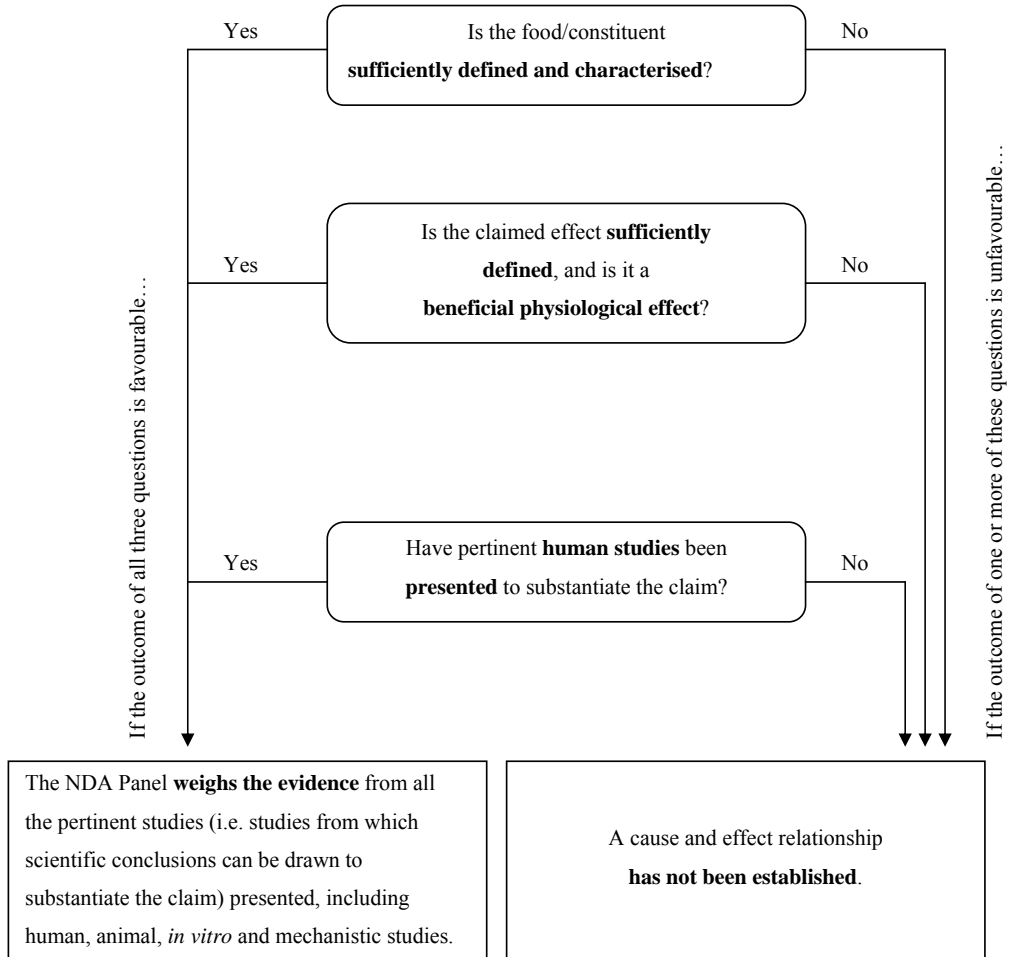 Yes
Is the food/constituent
No
sufficiently defined and characterised?
Is the claimed effect sufficiently
Yes
defined, and is it a
No
beneficial physiological effect?
If the outcome of all three questions is favourable…
If the outcome of one or more of these questions is unfavourable…
Have pertinent human studies been
Yes
No
presented to substantiate the claim?
The NDA Panel weighs the evidence from all
the pertinent studies (i.e. studies from which
scientific conclusions can be drawn to
substantiate the claim) presented, including
human, animal, in vitro and mechanistic studies.
A cause and effect relationship
has not been established.